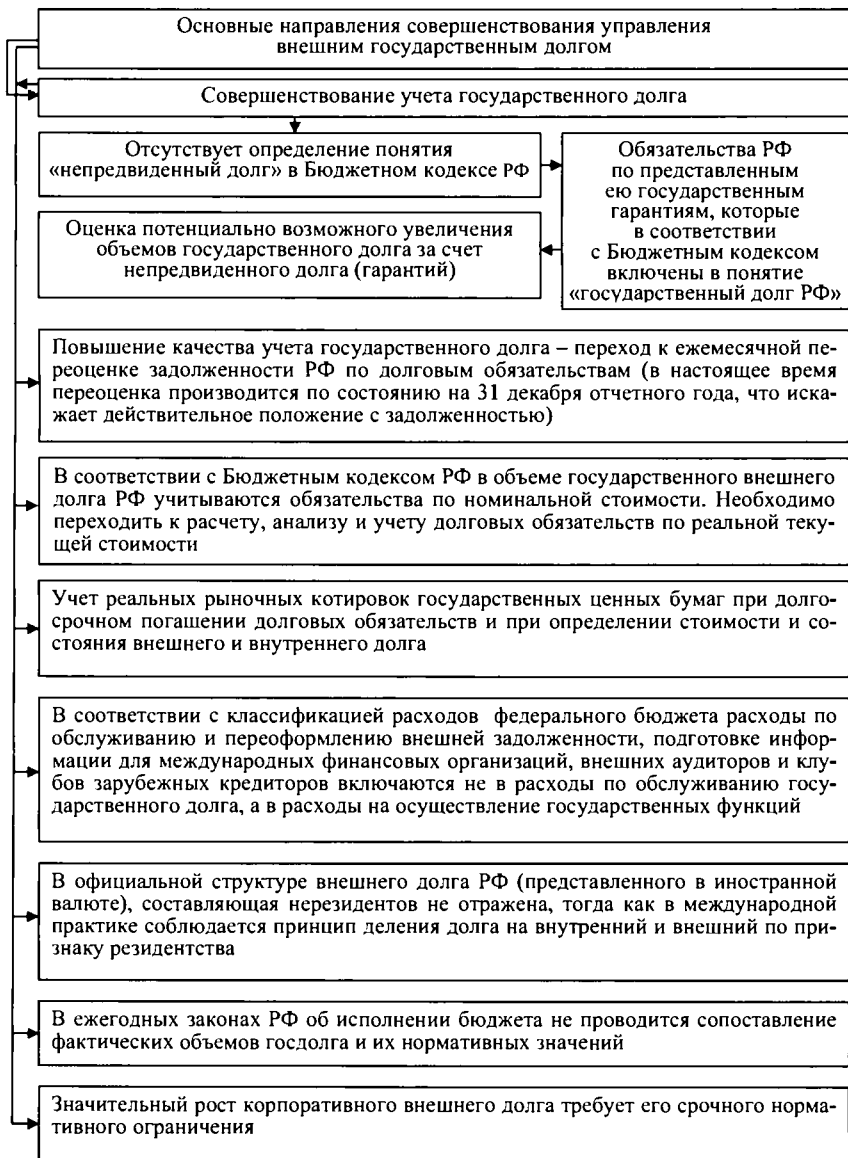 Основные направления совершенствования управления
внешним государственным долгом
Совершенствование учета государственного долга
Отсутствует определение понятия
«непредвиденный долг» в Бюджетном кодексе РФ
Обязательства РФ
по представленным
ею государственным
гарантиям, которые
в соответствии
с Бюджетным кодексом
включены в понятие
«государственный долг РФ»
Оценка потенциально возможного увеличения
объемов государственного долга за счет
непредвиденного долга (гарантий)
Повышение качества учета государственного долга – переход к ежемесячной пе-
реоценке задолженности РФ по долговым обязательствам (в настоящее время
переоценка производится по состоянию на 31 декабря отчетного года, что иска-
жает действительное положение с задолженностью)
В соответствии с Бюджетным кодексом РФ в объеме государственного внешнего
долга РФ учитываются обязательства по номинальной стоимости. Необходимо
переходить к расчету, анализу и учету долговых обязательств по реальной теку-
щей стоимости
Учет реальных рыночных котировок государственных ценных бумаг при долго-
срочном погашении долговых обязательств и при определении стоимости и со-
стояния внешнего и внутреннего долга
В соответствии с классификацией расходов федерального бюджета расходы по
обслуживанию и переоформлению внешней задолженности, подготовке инфор-
мации для международных финансовых организаций, внешних аудиторов и клу-
бов зарубежных кредиторов включаются не в расходы по обслуживанию госу-
дарственного долга, а в расходы на осуществление государственных функций
В официальной структуре внешнего долга РФ (представленного в иностранной
валюте), составляющая нерезидентов не отражена, тогда как в международной
практике соблюдается принцип деления долга на внутренний и внешний по при-
знаку резидентства
В ежегодных законах РФ об исполнении бюджета не проводится сопоставление
фактических объемов госдолга и их нормативных значений
Значительный рост корпоративного внешнего долга требует его срочного норма-
тивного ограничения